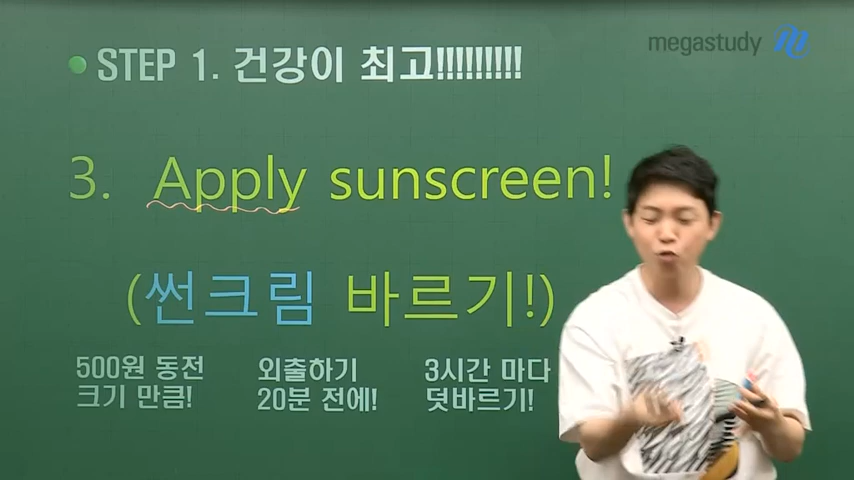 megastudy
STEP 1. 건강이 최고!!!!!!!!!
3. Apply sunscreen!
(썬크림 바르기!)
500원 동전
크기 만큼!
외출하기
20분 전에!
3시간 마다
덧바르기!